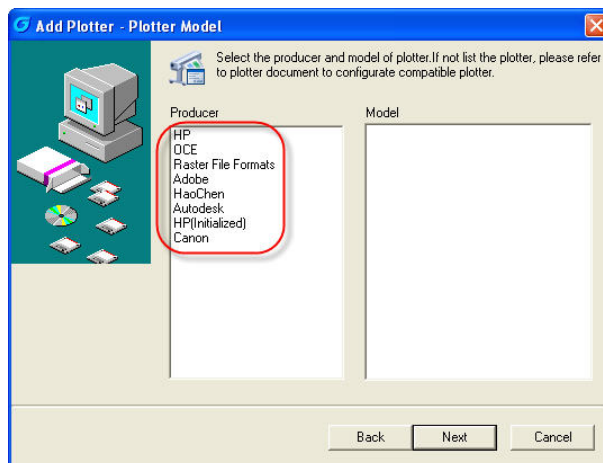 Add Plotter - Plotter Model
Select the producer and model of plotter.If not list the plotter, please refer
to plotter document to configurate compatible plotter.
Producer
Model
HP
OCE
Raster File Formats
Adobe
HaoChen
Autodesk
HP(Initialized)
Canon
Back
Next
Cancel